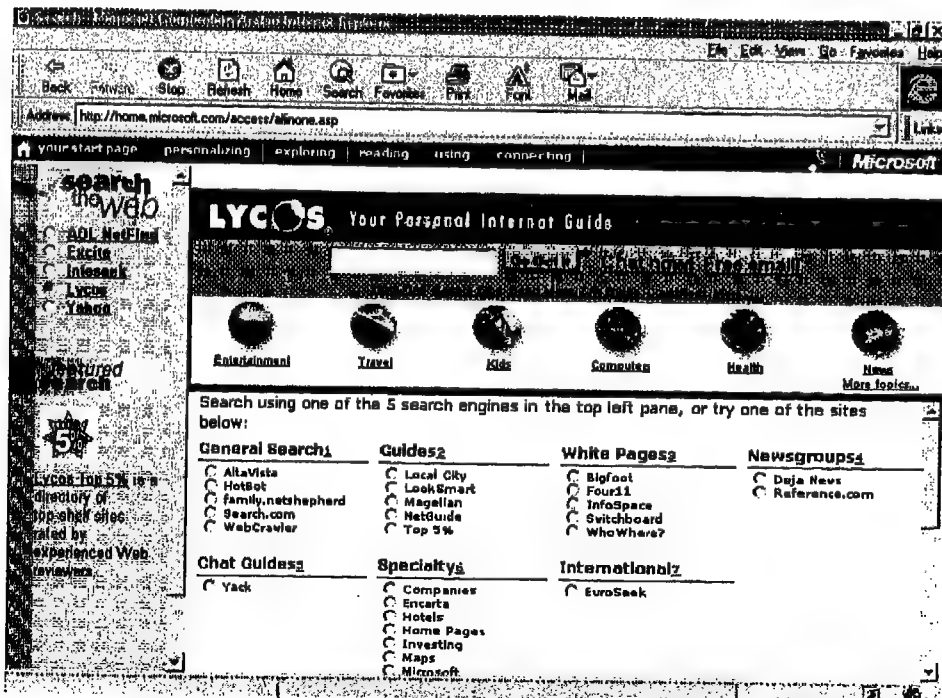 File Edit View Go Favorites Help
Back Forward Stop Refresh Home Search Favorites Print Font Mail
Address http://home.microsoft.com/access/allinone.asp Links
your start page personalizing exploring reading using connecting Microsoft
search
the web
AOL NetFind
Excite
Infoseek
Lycos
Yahoo
LYCOS Your Personal Internet Guide
Entertainment Travel Kids Computers Health News
More topics...
featured
search
5%
Lycos Top 5% is a
directory of
top-shelf sites
rated by
experienced Web
reviewers
Search using one of the 5 search engines in the top left pane, or try one of the sites
below:
General Search1
AltaVista
HotBot
family.netshepherd
Search.com
WebCrawler
Guides2
Local City
LookSmart
Magellan
NetGuide
Top 5%
White Pages3
Bigfoot
Four11
InfoSpace
Switchboard
WhoWhere?
Newsgroups4
Deja News
Reference.com
Chat Guides5
Yack
Specialty6
Companies
Encarta
Hotels
Home Pages
Investing
Maps
Microsoft
International7
EuroSeek